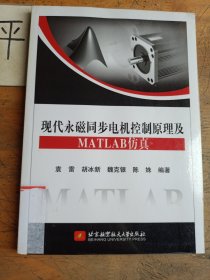 平
现代永磁同步电机控制原理及
MATLAB仿真
袁雷 胡冰新 魏克银 陈姝 编著
MATLAB
北京航空航天大学出版社
BEIHANG UNIVERSITY PRESS